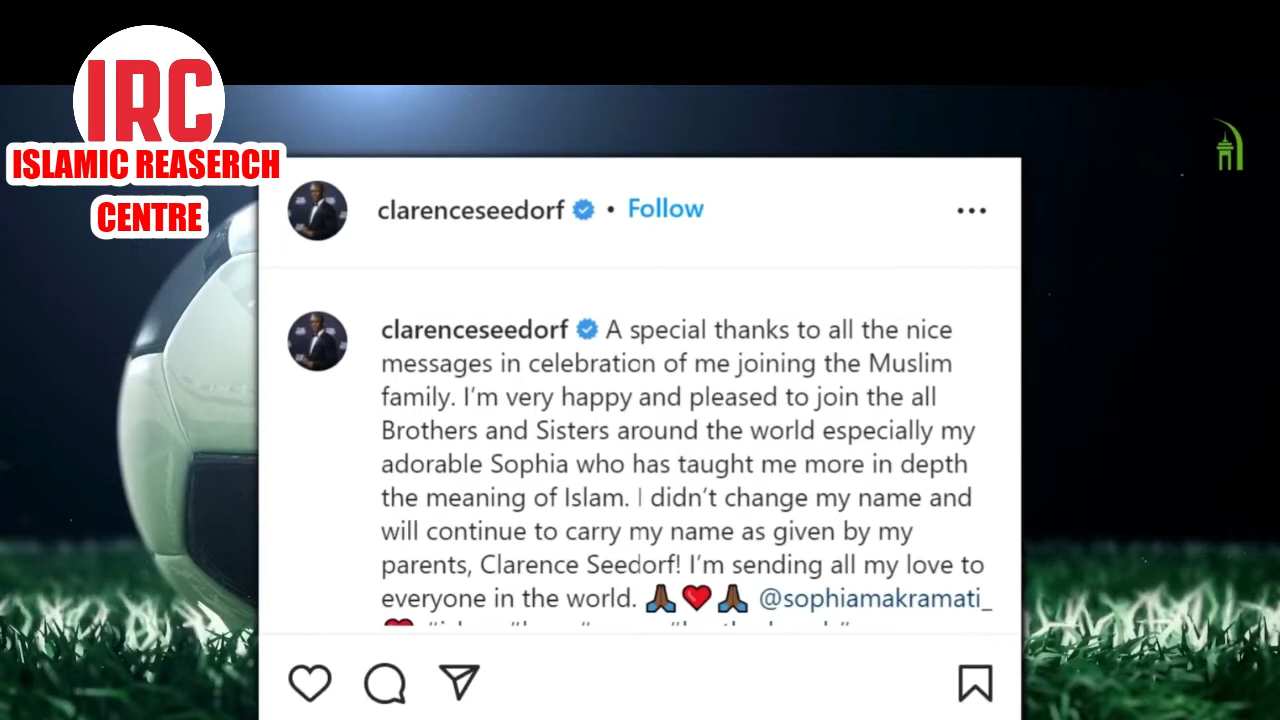 IRC
ISLAMIC REASERCH
CENTRE
clarenceseedorf • Follow
clarenceseedorf A special thanks to all the nice
messages in celebration of me joining the Muslim
family. I'm very happy and pleased to join the all
Brothers and Sisters around the world especially my
adorable Sophia who has taught me more in depth
the meaning of Islam. I didn't change my name and
will continue to carry my name as given by my
parents, Clarence Seedorf! I'm sending all my love to
everyone in the world. 🙏🏾❤️🙏🏾 @sophiamakramati_